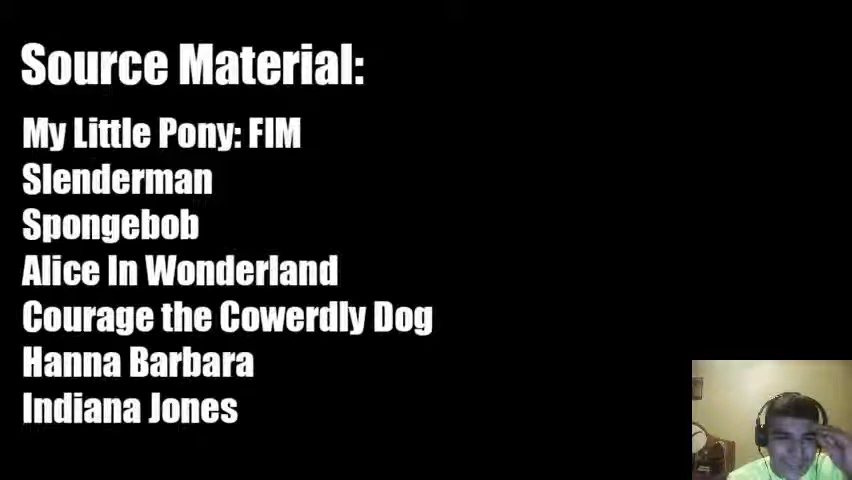 Source Material:
My Little Pony: FIM
Slenderman
Spongebob
Alice In Wonderland
Courage the Cowerdly Dog
Hanna Barbara
Indiana Jones